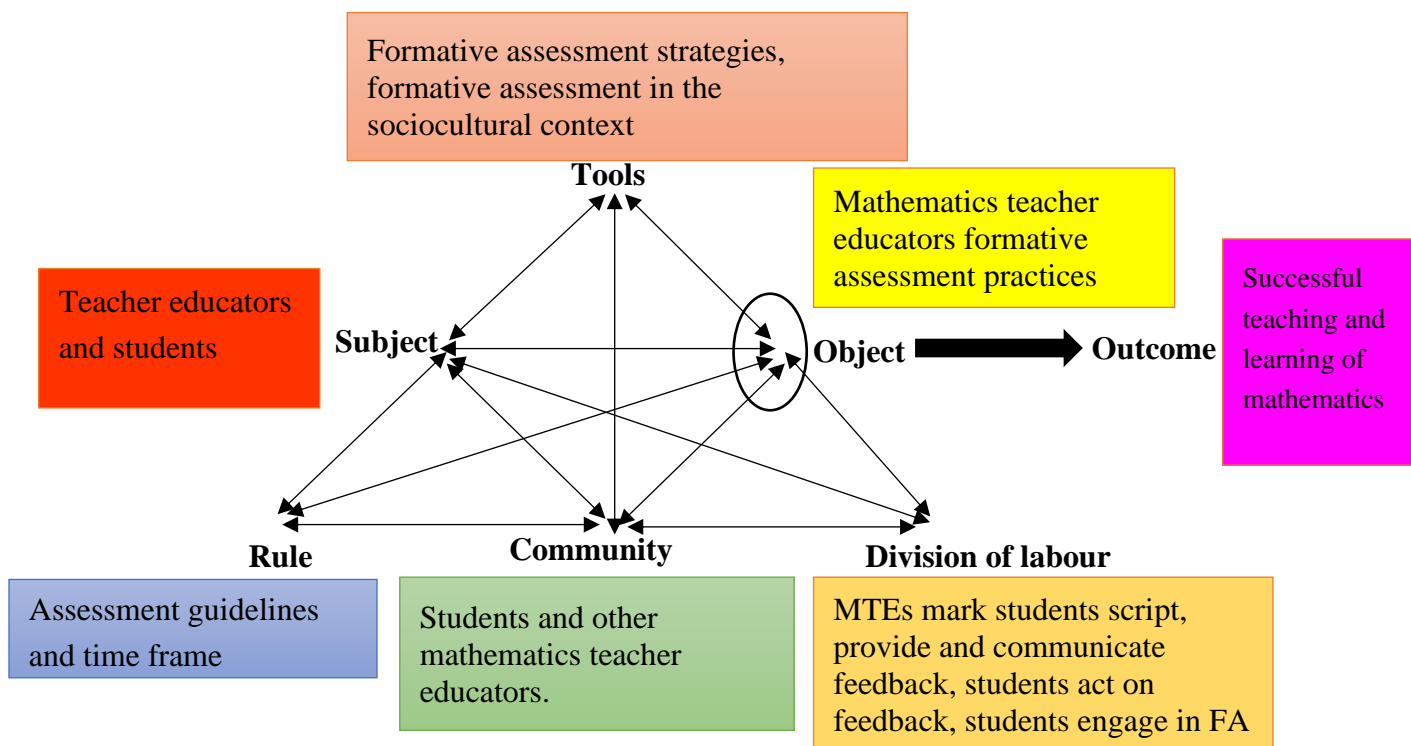 Formative assessment strategies,
formative assessment in the
sociocultural context
Tools
Mathematics teacher
educators formative
assessment practices
Successful
teaching and
learning of
mathematics
Teacher educators
and students
Subject
Object
Outcome
Rule
Community
Division of labour
Assessment guidelines
and time frame
Students and other
mathematics teacher
educators.
MTEs mark students script,
provide and communicate
feedback, students act on
feedback, students engage in FA